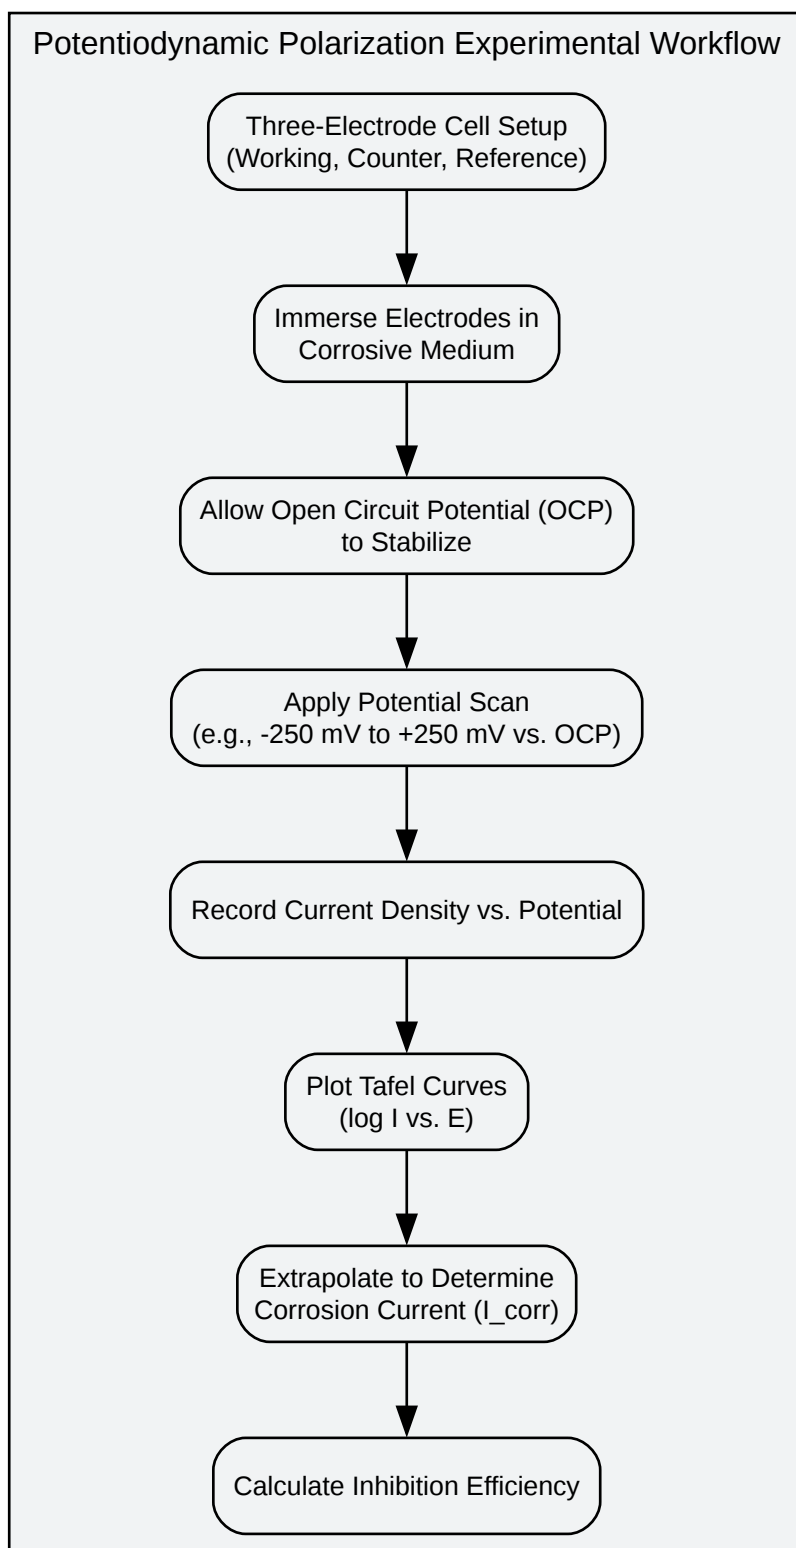 Potentiodynamic Polarization Experimental Workflow
Three-Electrode Cell Setup
(Working, Counter, Reference)
Immerse Electrodes in
Corrosive Medium
Allow Open Circuit Potential (OCP)
to Stabilize
Apply Potential Scan
(e.g., -250 mV to +250 mV vs. OCP)
Record Current Density vs. Potential
Plot Tafel Curves
(log I vs. E)
Extrapolate to Determine
Corrosion Current (I_corr)
Calculate Inhibition Efficiency